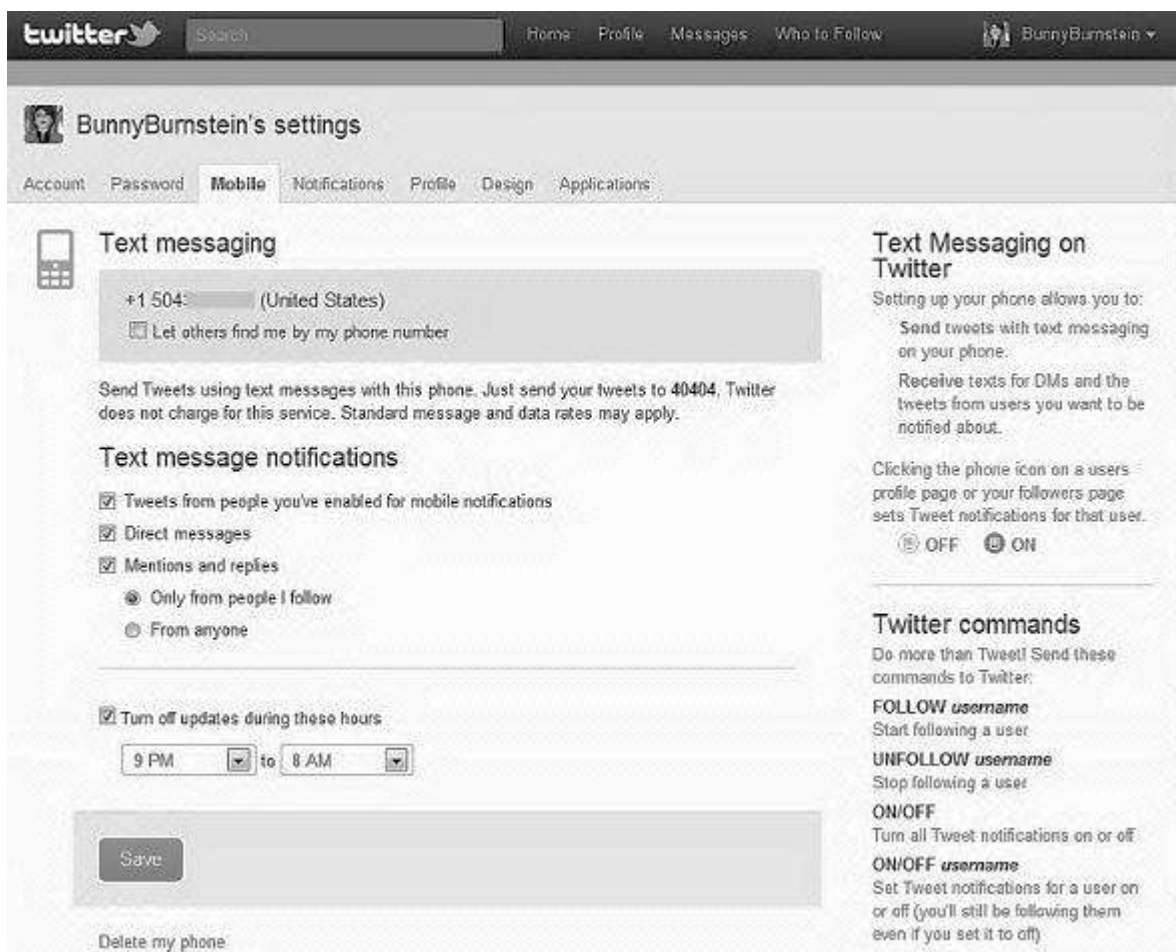 twitter
Search
Home Profile Messages Who to Follow
BunnyBurnstein
BunnyBurnstein's settings
Account Password Mobile Notifications Profile Design Applications
Text messaging
+1 504 (United States)
Let others find me by my phone number
Send Tweets using text messages with this phone. Just send your tweets to 40404. Twitter
does not charge for this service. Standard message and data rates may apply.
Text message notifications
Tweets from people you've enabled for mobile notifications
Direct messages
Mentions and replies
Only from people I follow
From anyone
Turn off updates during these hours
9 PM to 8 AM
Save
Delete my phone
Text Messaging on
Twitter
Setting up your phone allows you to:
Send tweets with text messaging
on your phone.
Receive texts for DMs and the
tweets from users you want to be
notified about.
Clicking the phone icon on a users
profile page or your followers page
sets Tweet notifications for that user.
OFF ON
Twitter commands
Do more than Tweet! Send these
commands to Twitter:
FOLLOW username
Start following a user
UNFOLLOW username
Stop following a user
ON/OFF
Turn all Tweet notifications on or off
ON/OFF username
Set Tweet notifications for a user on
or off (you'll still be following them
even if you set it to off)